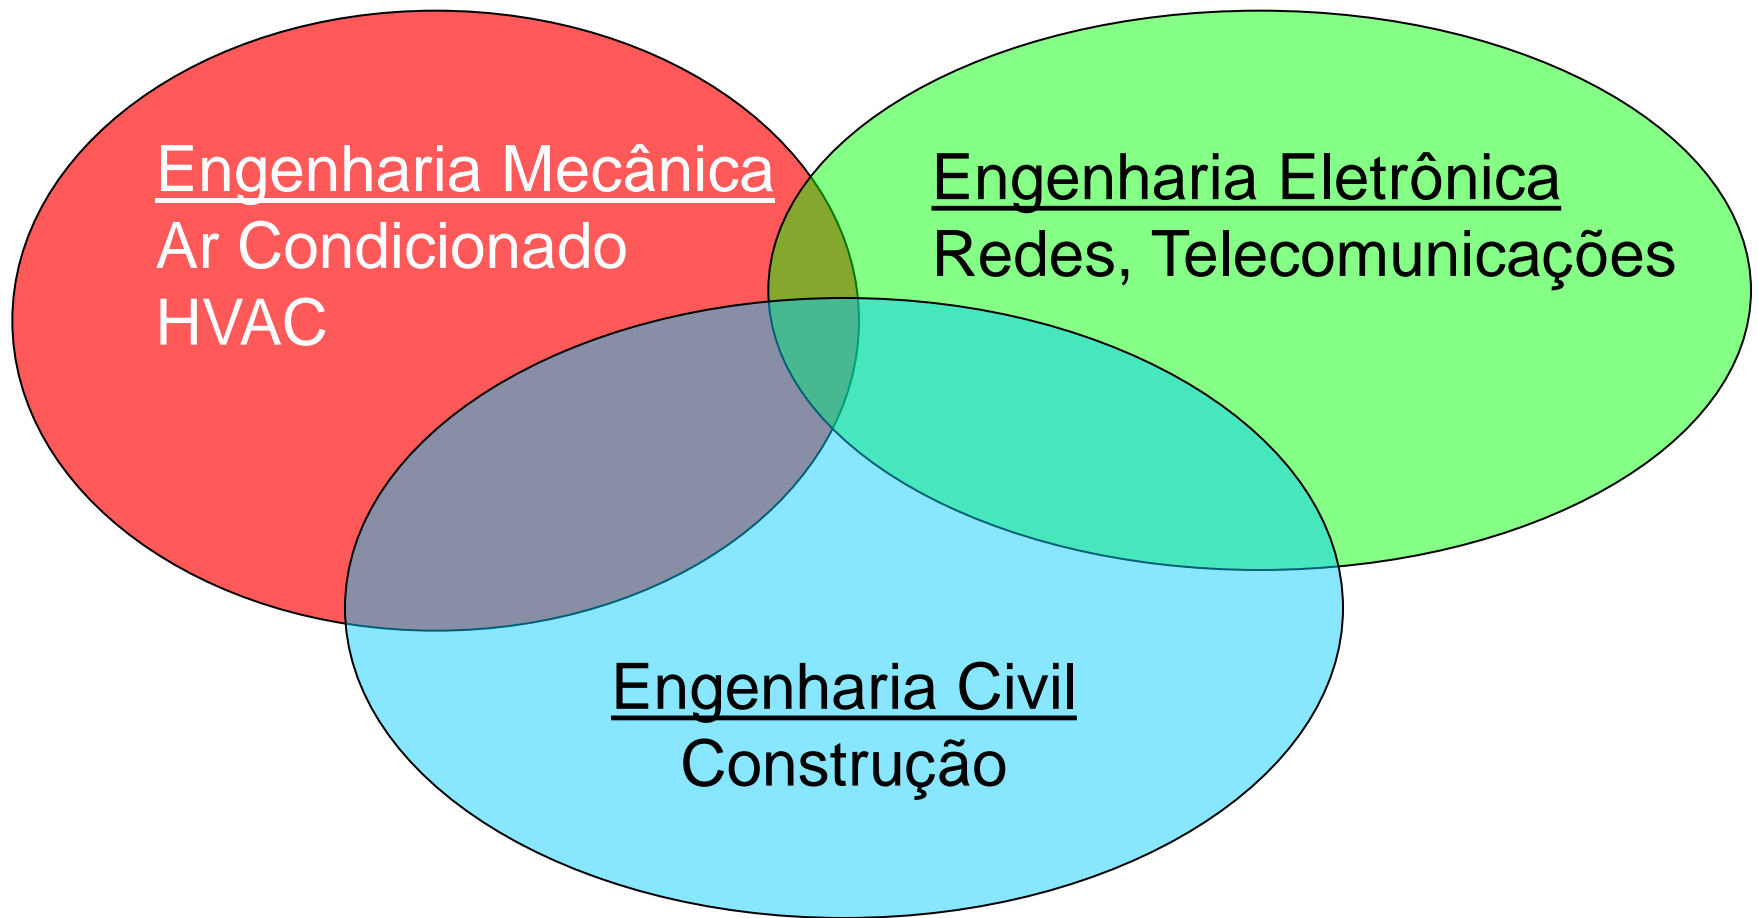 Engenharia Mecânica
Ar Condicionado
HVAC
Engenharia Eletrônica
Redes, Telecomunicações
Engenharia Civil
Construção